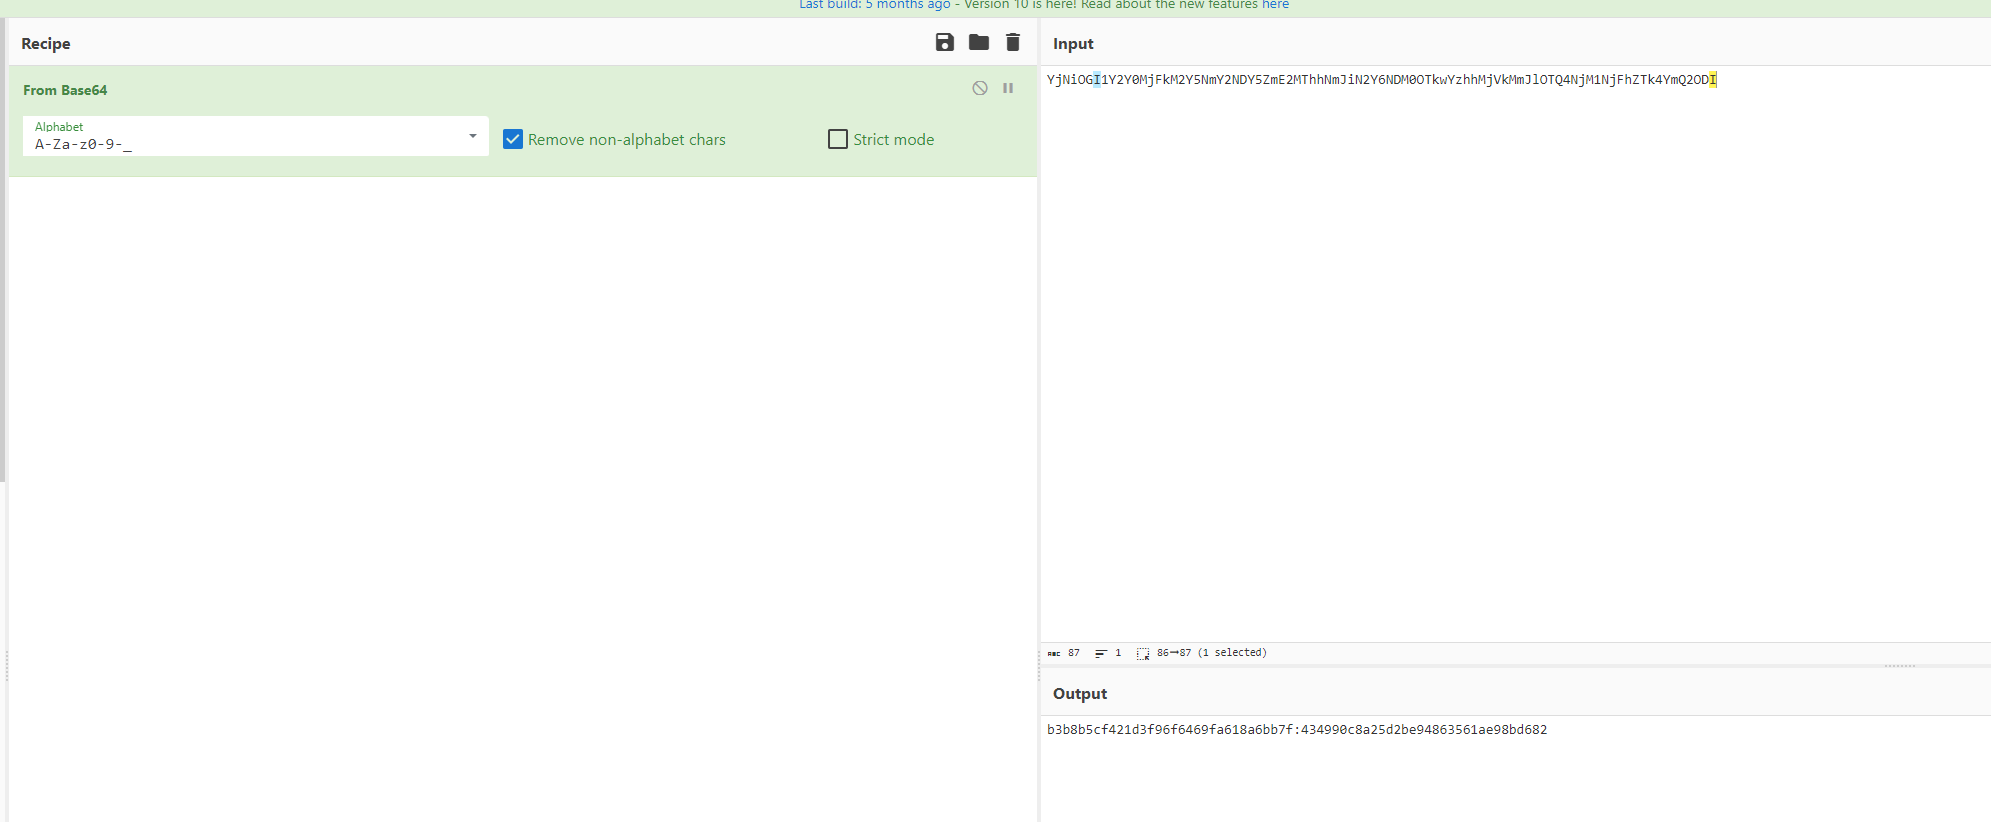 Last build: 5 months ago - Version 10 is here! Read about the new features here
Recipe
From Base64
Alphabet
A-Za-z0-9-_
Remove non-alphabet chars
Strict mode
Input
YjNiOGI1Y2Y0MjFkM2Y5NmY2NDY5ZmE2MThhNmJiN2Y6NDM0OTkwYzhhMjVkMmJlOTQ4NjM1NjFhZTk4YmQ2ODI
ABC 87 1 86→87 (1 selected)
Output
b3b8b5cf421d3f96f6469fa618a6bb7f:434990c8a25d2be94863561ae98bd682